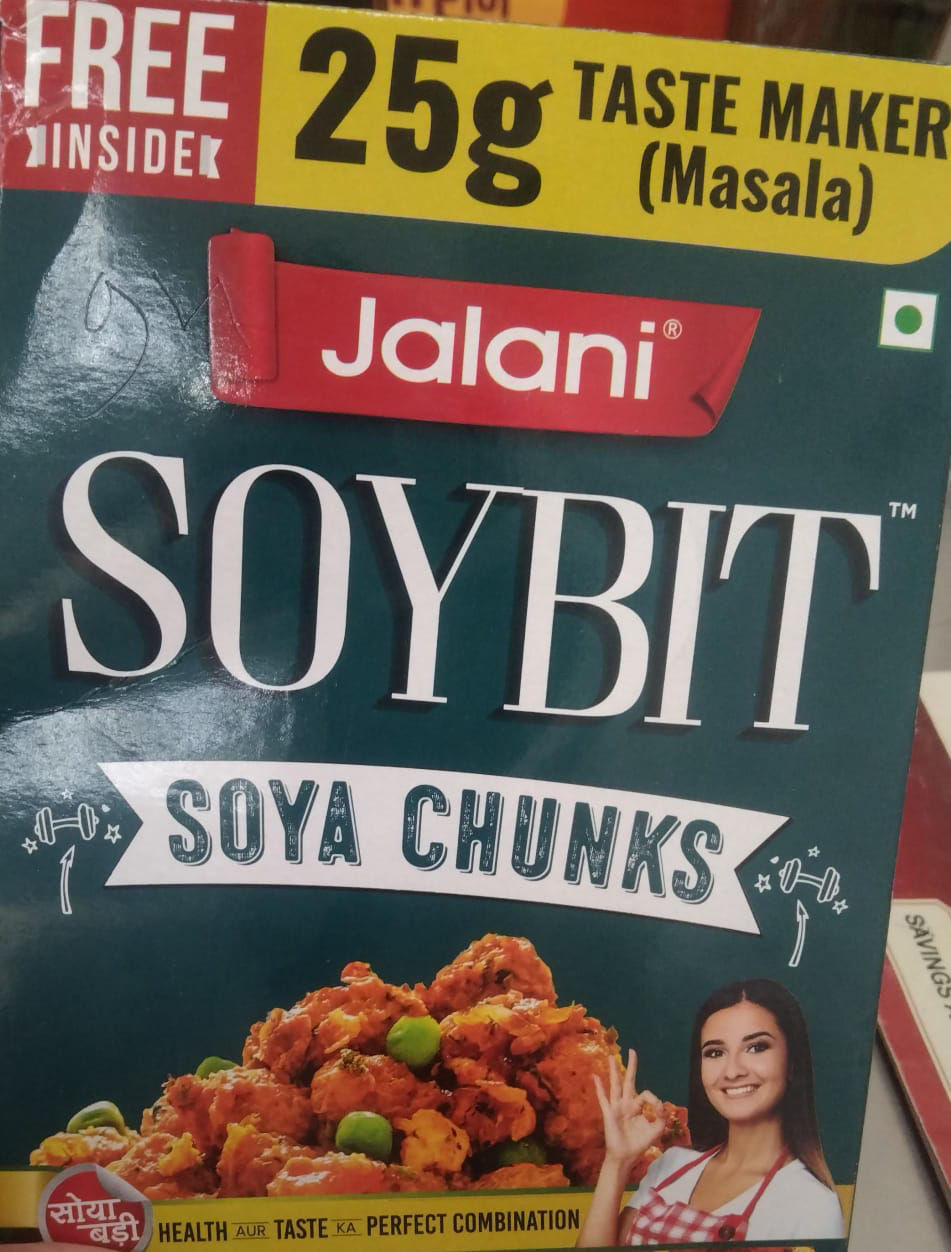 FREE
INSIDE
25g
TASTE MAKER
(Masala)
Jalani®
SOYBIT™
SOYA CHUNKS
सोया
बड़ी
HEALTH AUR TASTE KA PERFECT COMBINATION
SAVINGS